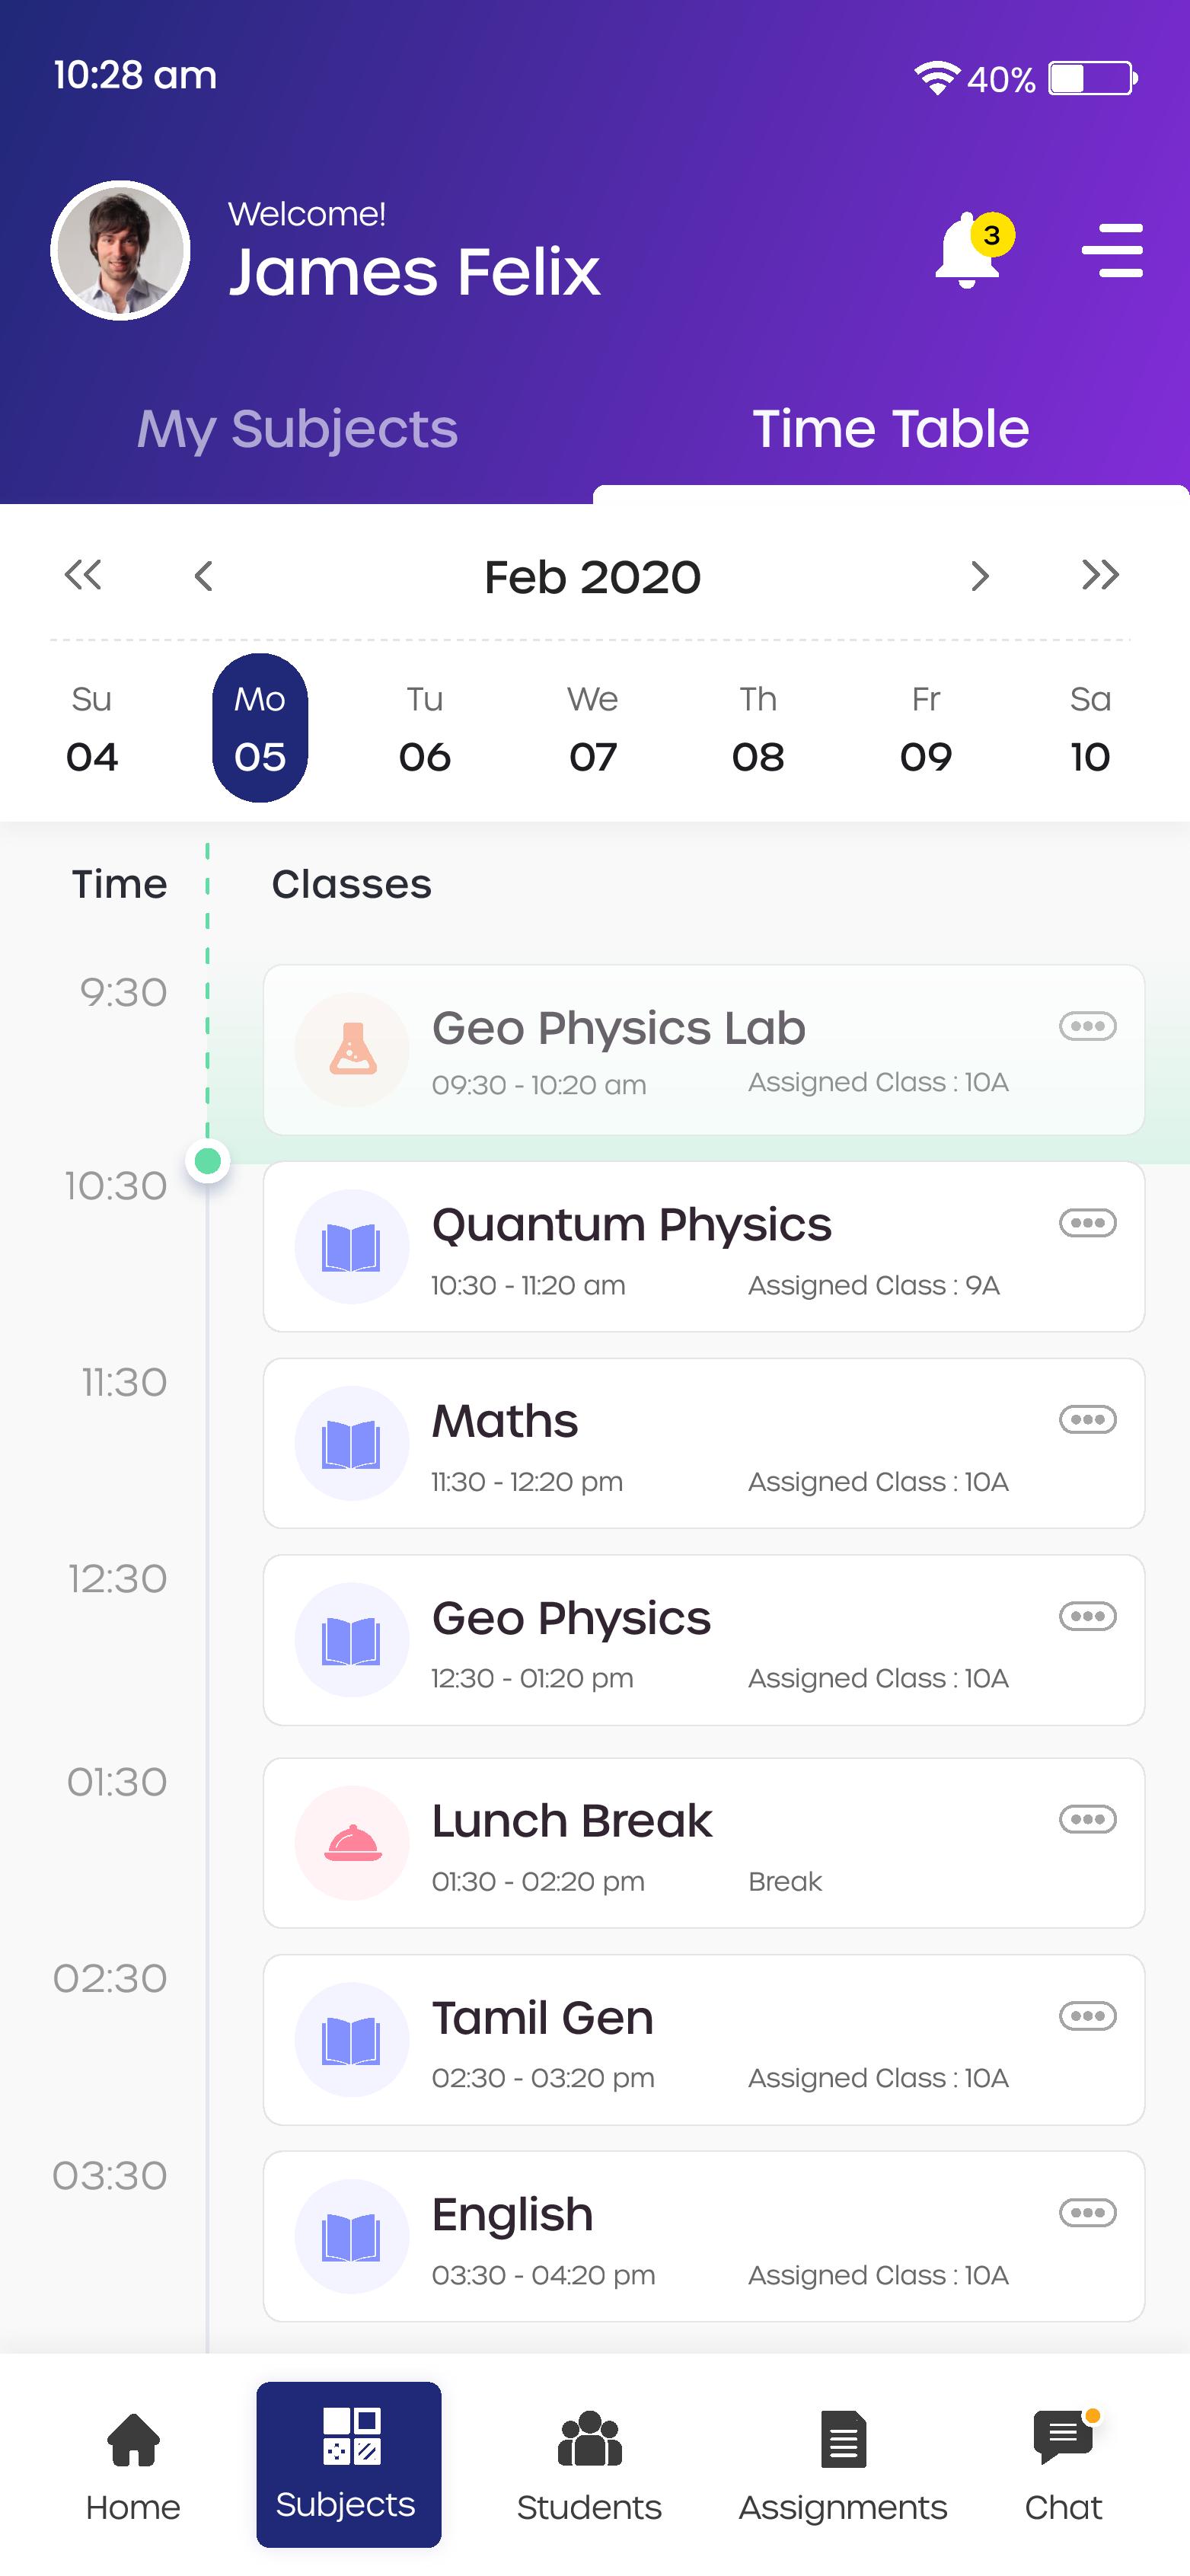 10:28 am 40%
Welcome!
James Felix
3
My Subjects Time Table
Feb 2020
Su Mo Tu We Th Fr Sa
04 05 06 07 08 09 10
Time Classes
9:30
Geo Physics Lab
09:30 - 10:20 am Assigned Class : 10A
10:30
Quantum Physics
10:30 - 11:20 am Assigned Class : 9A
11:30
Maths
11:30 - 12:20 pm Assigned Class : 10A
12:30
Geo Physics
12:30 - 01:20 pm Assigned Class : 10A
01:30
Lunch Break
01:30 - 02:20 pm Break
02:30
Tamil Gen
02:30 - 03:20 pm Assigned Class : 10A
03:30
English
03:30 - 04:20 pm Assigned Class : 10A
Home Subjects Students Assignments Chat